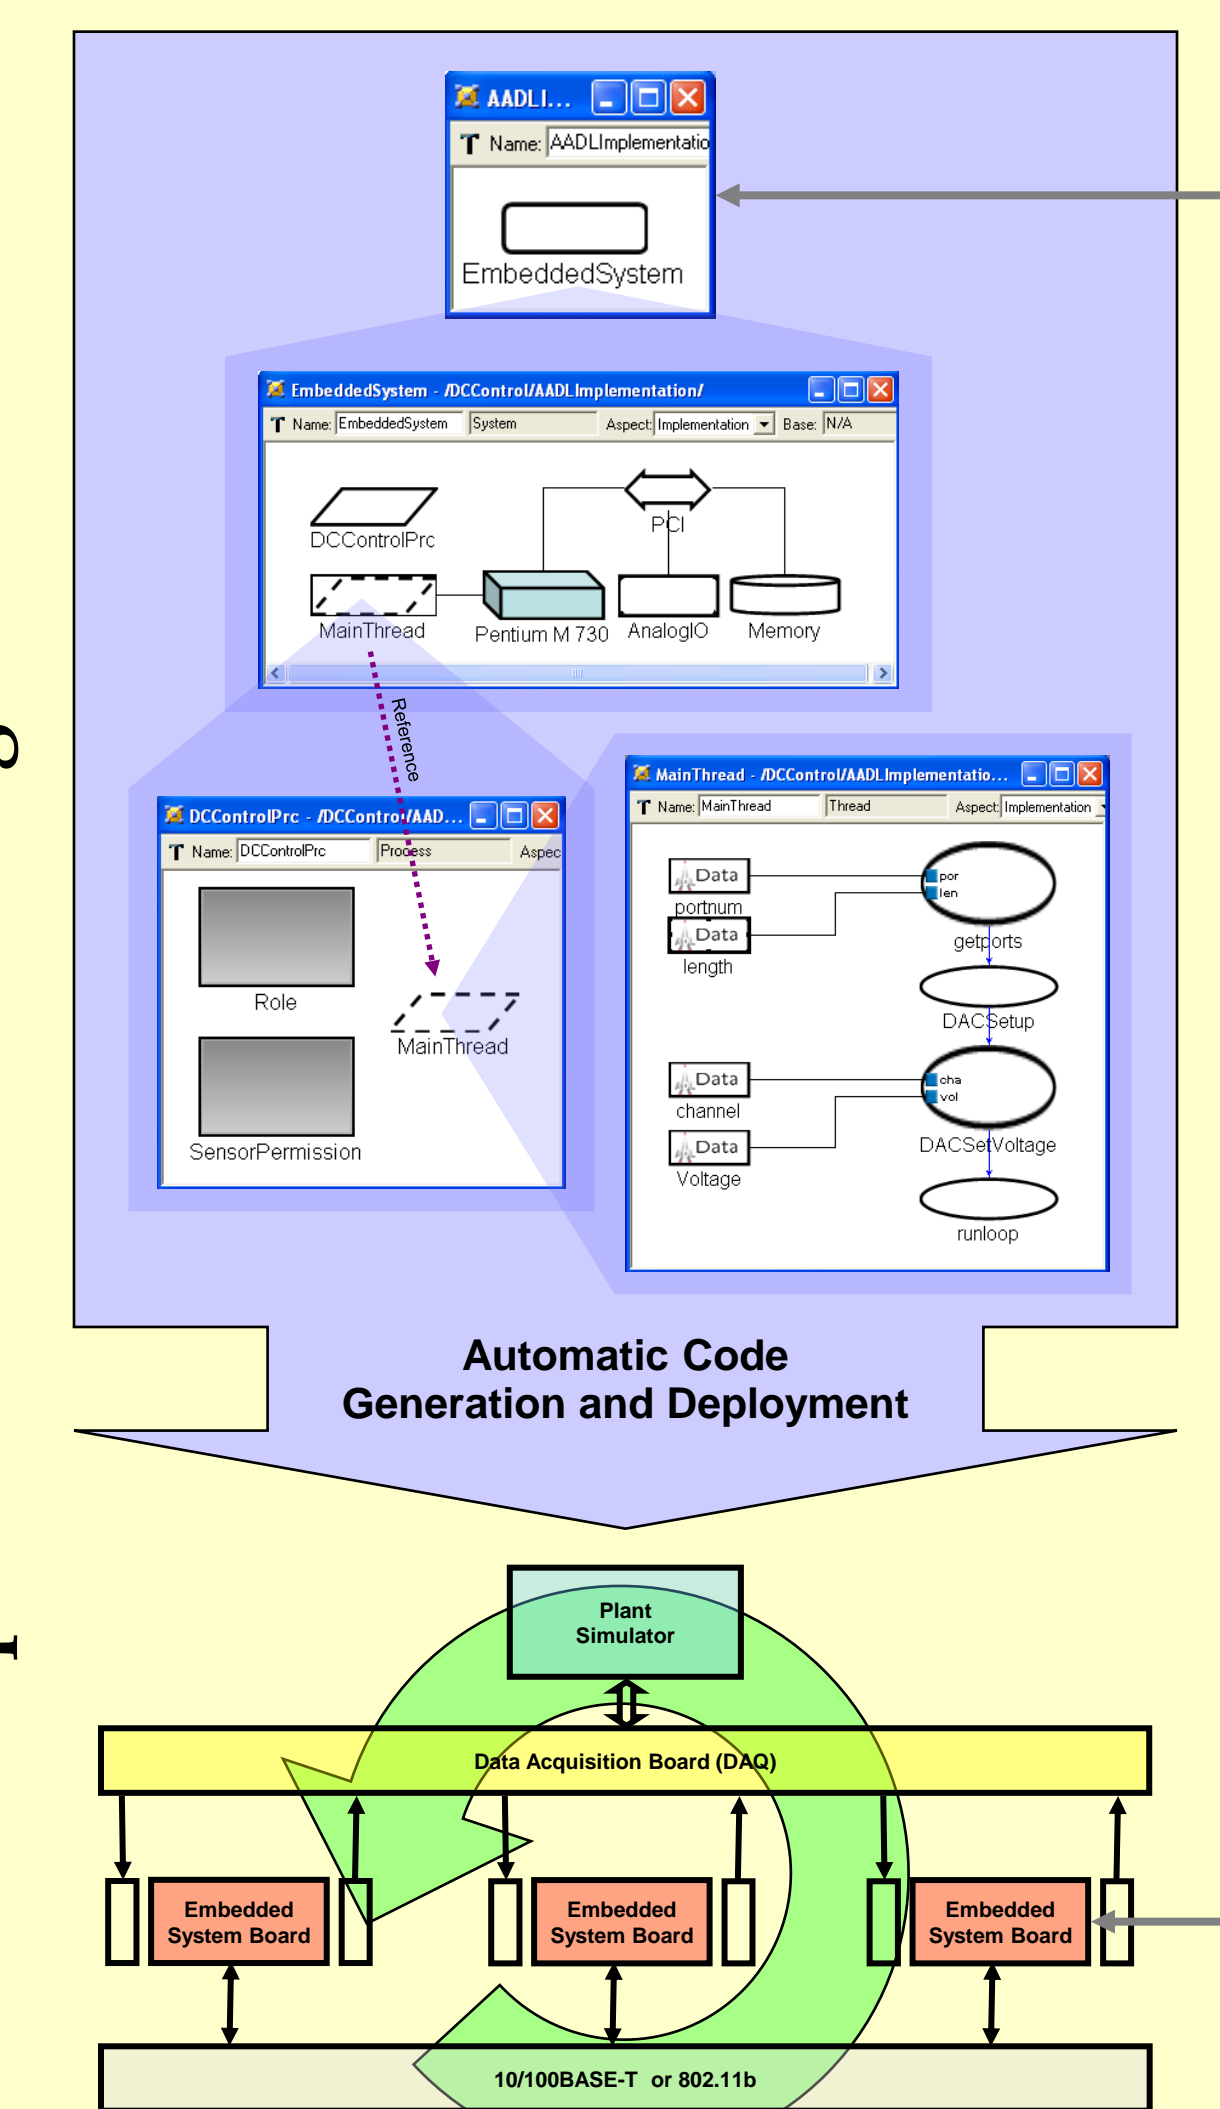 AADLI...
Name: AADLImplementatio
EmbeddedSystem
EmbeddedSystem - /DCControl/AADLImplementation/
Name: EmbeddedSystem System Aspect: Implementation Base: N/A
PCI
DCControlPrc
MainThread
Pentium M 730
AnalogIO
Memory
Reference
DCControlPrc - /DCControl/AAD...
Name: DCControlPrc Process Aspec
Role
MainThread
SensorPermission
MainThread - /DCControl/AADLImplementatio...
Name: MainThread Thread Aspect: Implementation
Data
portnum
Data
length
por
len
getports
DACSetup
Data
channel
Data
Voltage
cha
vol
DACSetVoltage
runloop
Automatic Code
Generation and Deployment
Plant
Simulator
Data Acquisition Board (DAQ)
Embedded
System Board
Embedded
System Board
Embedded
System Board
10/100BASE-T or 802.11b